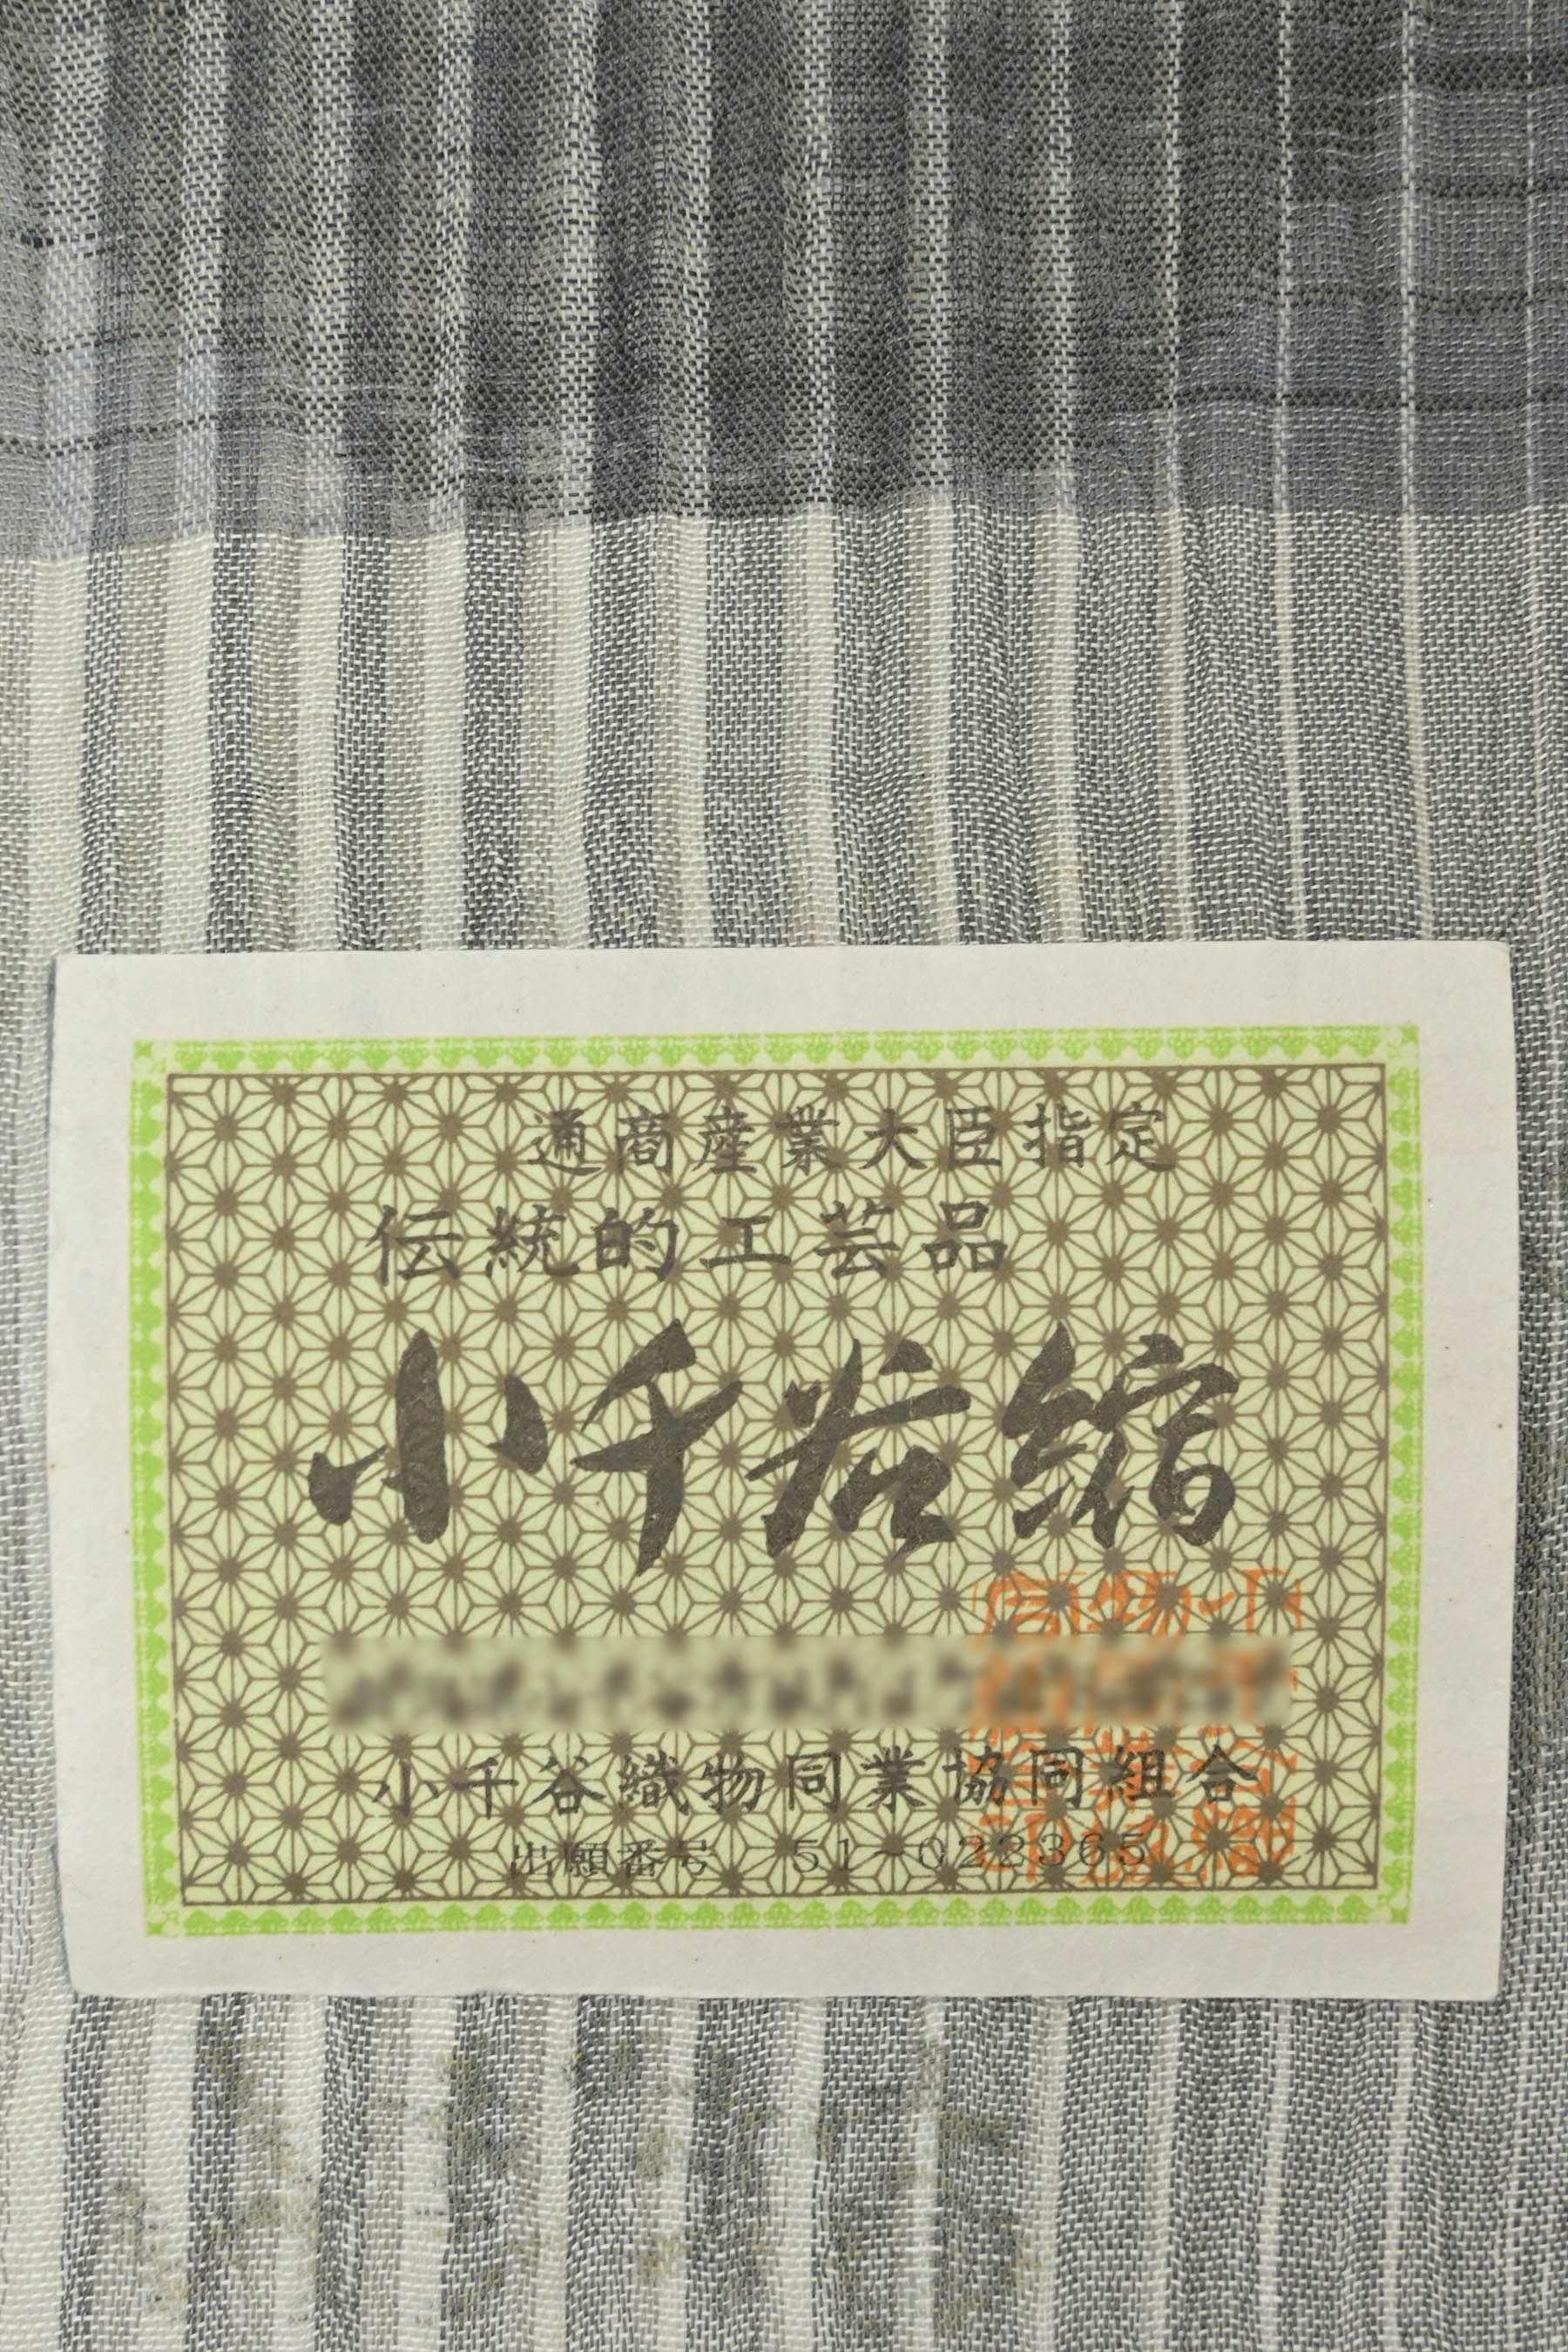 通商産業大臣指定
伝統的工芸品
小千谷縮
小千谷織物同業協同組合
出願番号 51-022365